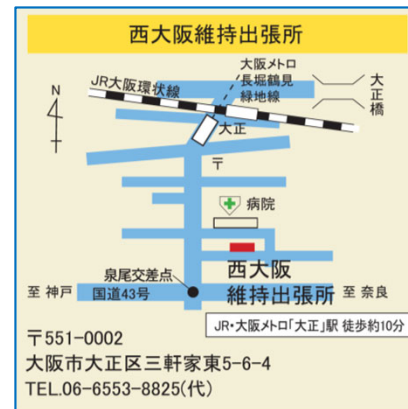 西大阪維持出張所
大阪メトロ
長堀鶴見
緑地線
大正橋
JR大阪環状線
N
大正
〒
病院
西大阪
維持出張所
泉尾交差点
至 神戸
国道43号
至 奈良
JR・大阪メトロ「大正」駅 徒歩約10分
〒551-0002
大阪市大正区三軒家東5-6-4
TEL.06-6553-8825(代)